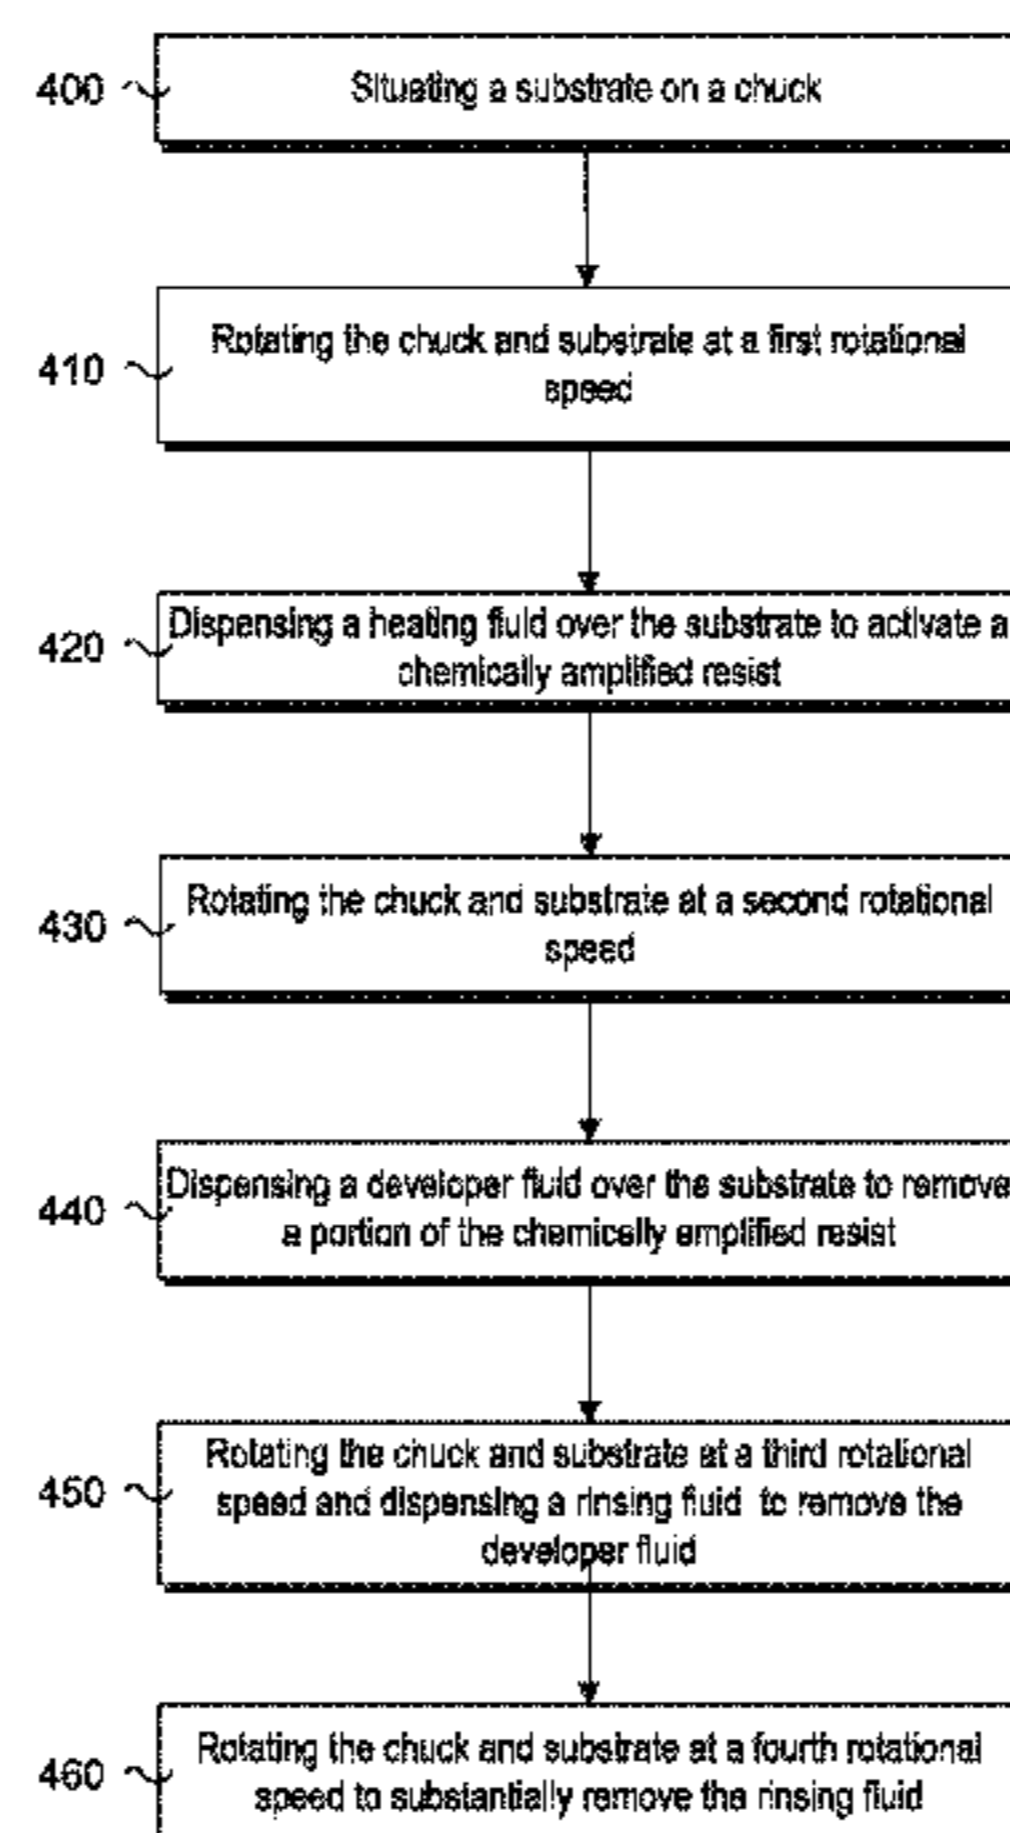 400
Situating a substrate on a chuck
410
Rotating the chuck and substrate at a first rotational
speed
420
Dispensing a heating fluid over the substrate to activate a
chemically amplified resist
430
Rotating the chuck and substrate at a second rotational
speed
440
Dispensing a developer fluid over the substrate to remove
a portion of the chemically amplified resist
450
Rotating the chuck and substrate at a third rotational
speed and dispensing a rinsing fluid to remove the
developer fluid
460
Rotating the chuck and substrate at a fourth rotational
speed to substantially remove the rinsing fluid